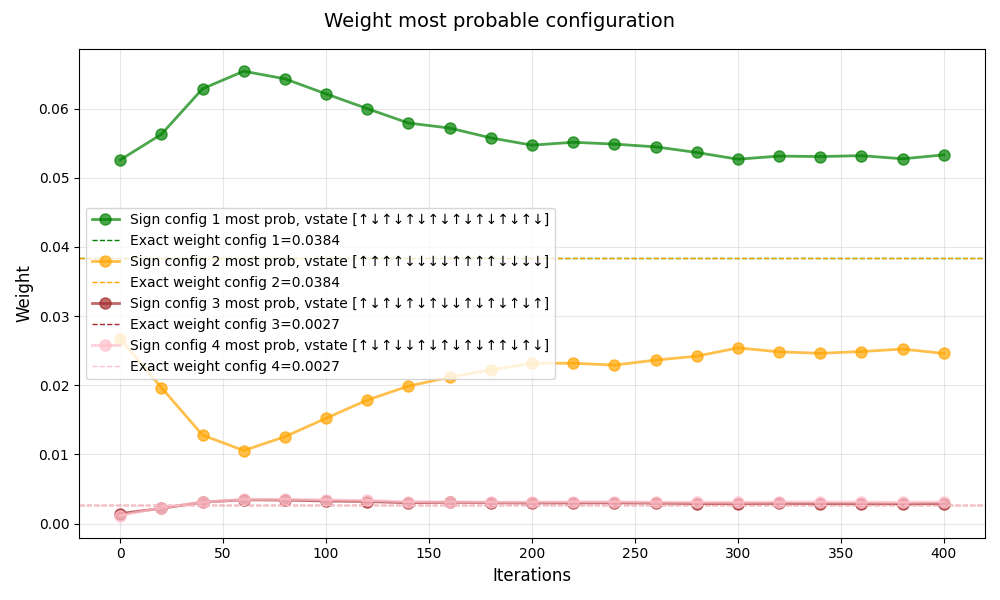 Weight most probable configuration
Weight
0.06
0.05
0.04
0.03
0.02
0.01
0.00
Sign config 1 most prob, vstate [↑↓↑↓↑↓↑↓↑↓↑↓↑↓↑↓]
Exact weight config 1=0.0384
Sign config 2 most prob, vstate [↑↑↑↑↓↓↓↓↑↑↑↑↓↓↓↓]
Exact weight config 2=0.0384
Sign config 3 most prob, vstate [↑↓↑↓↑↓↑↓↓↑↓↑↓↑↓↑]
Exact weight config 3=0.0027
Sign config 4 most prob, vstate [↑↓↑↓↓↑↓↑↓↑↓↑↑↓↑↓]
Exact weight config 4=0.0027
0 50 100 150 200 250 300 350 400
Iterations